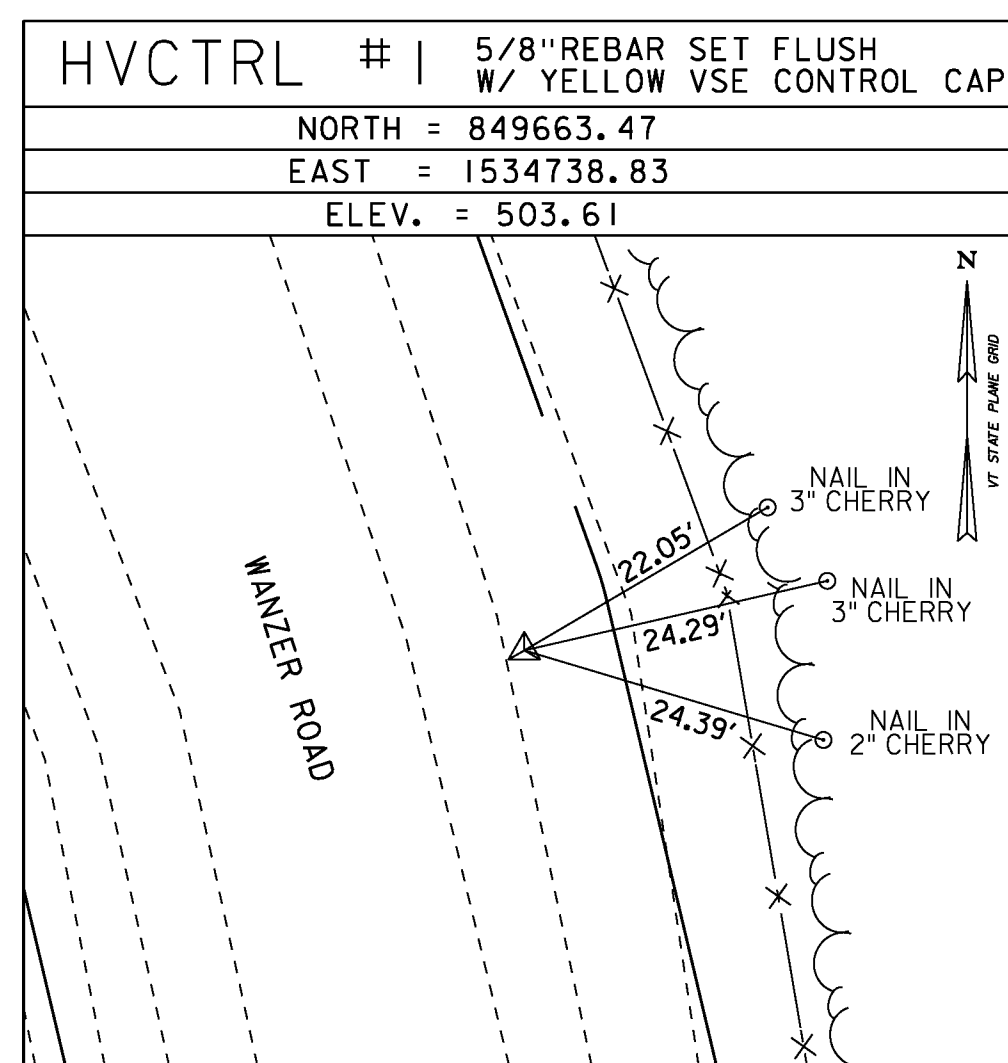 HVCTRL #1
5/8"REBAR SET FLUSH
W/ YELLOW VSE CONTROL CAP
NORTH = 849663.47
EAST = 1534738.83
ELEV. = 503.61
N
VT STATE PLANE GRID
NAIL IN
3" CHERRY
22.05'
NAIL IN
3" CHERRY
24.29'
WANZER ROAD
24.39'
NAIL IN
2" CHERRY